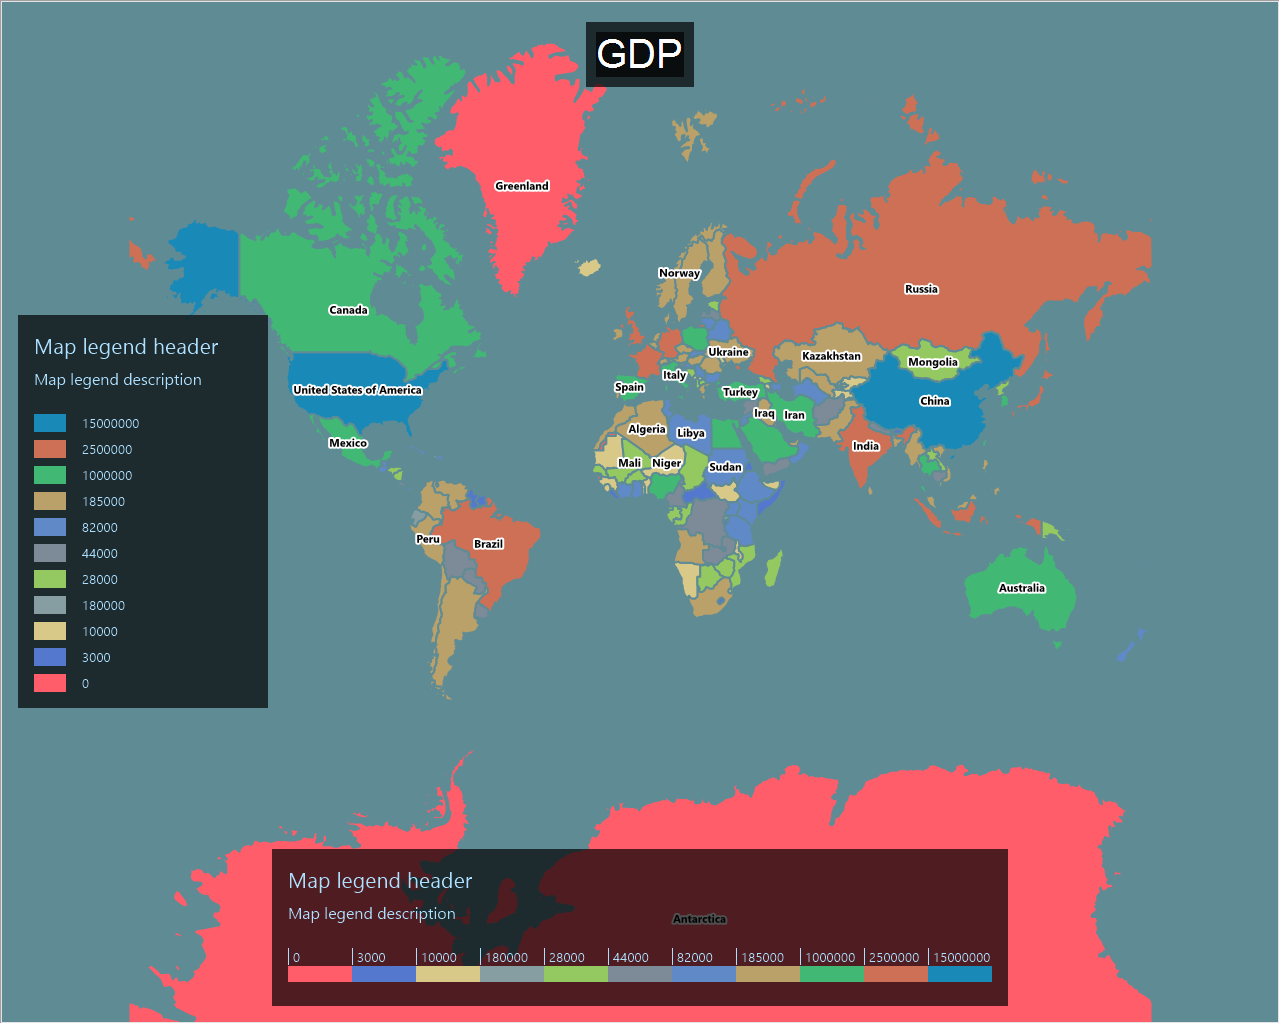 GDP
Greenland
Norway
Russia
Canada
Map legend header
Map legend description
15000000
2500000
1000000
185000
82000
44000
28000
180000
10000
3000
0
Ukraine
Kazakhstan
Mongolia
United States of America
Spain
Italy
Turkey
China
Mexico
Algeria
Libya
Iraq
Iran
India
Mali
Niger
Sudan
Peru
Brazil
Australia
Map legend header
Map legend description
Antarctica
0 3000 10000 180000 28000 44000 82000 185000 1000000 2500000 15000000